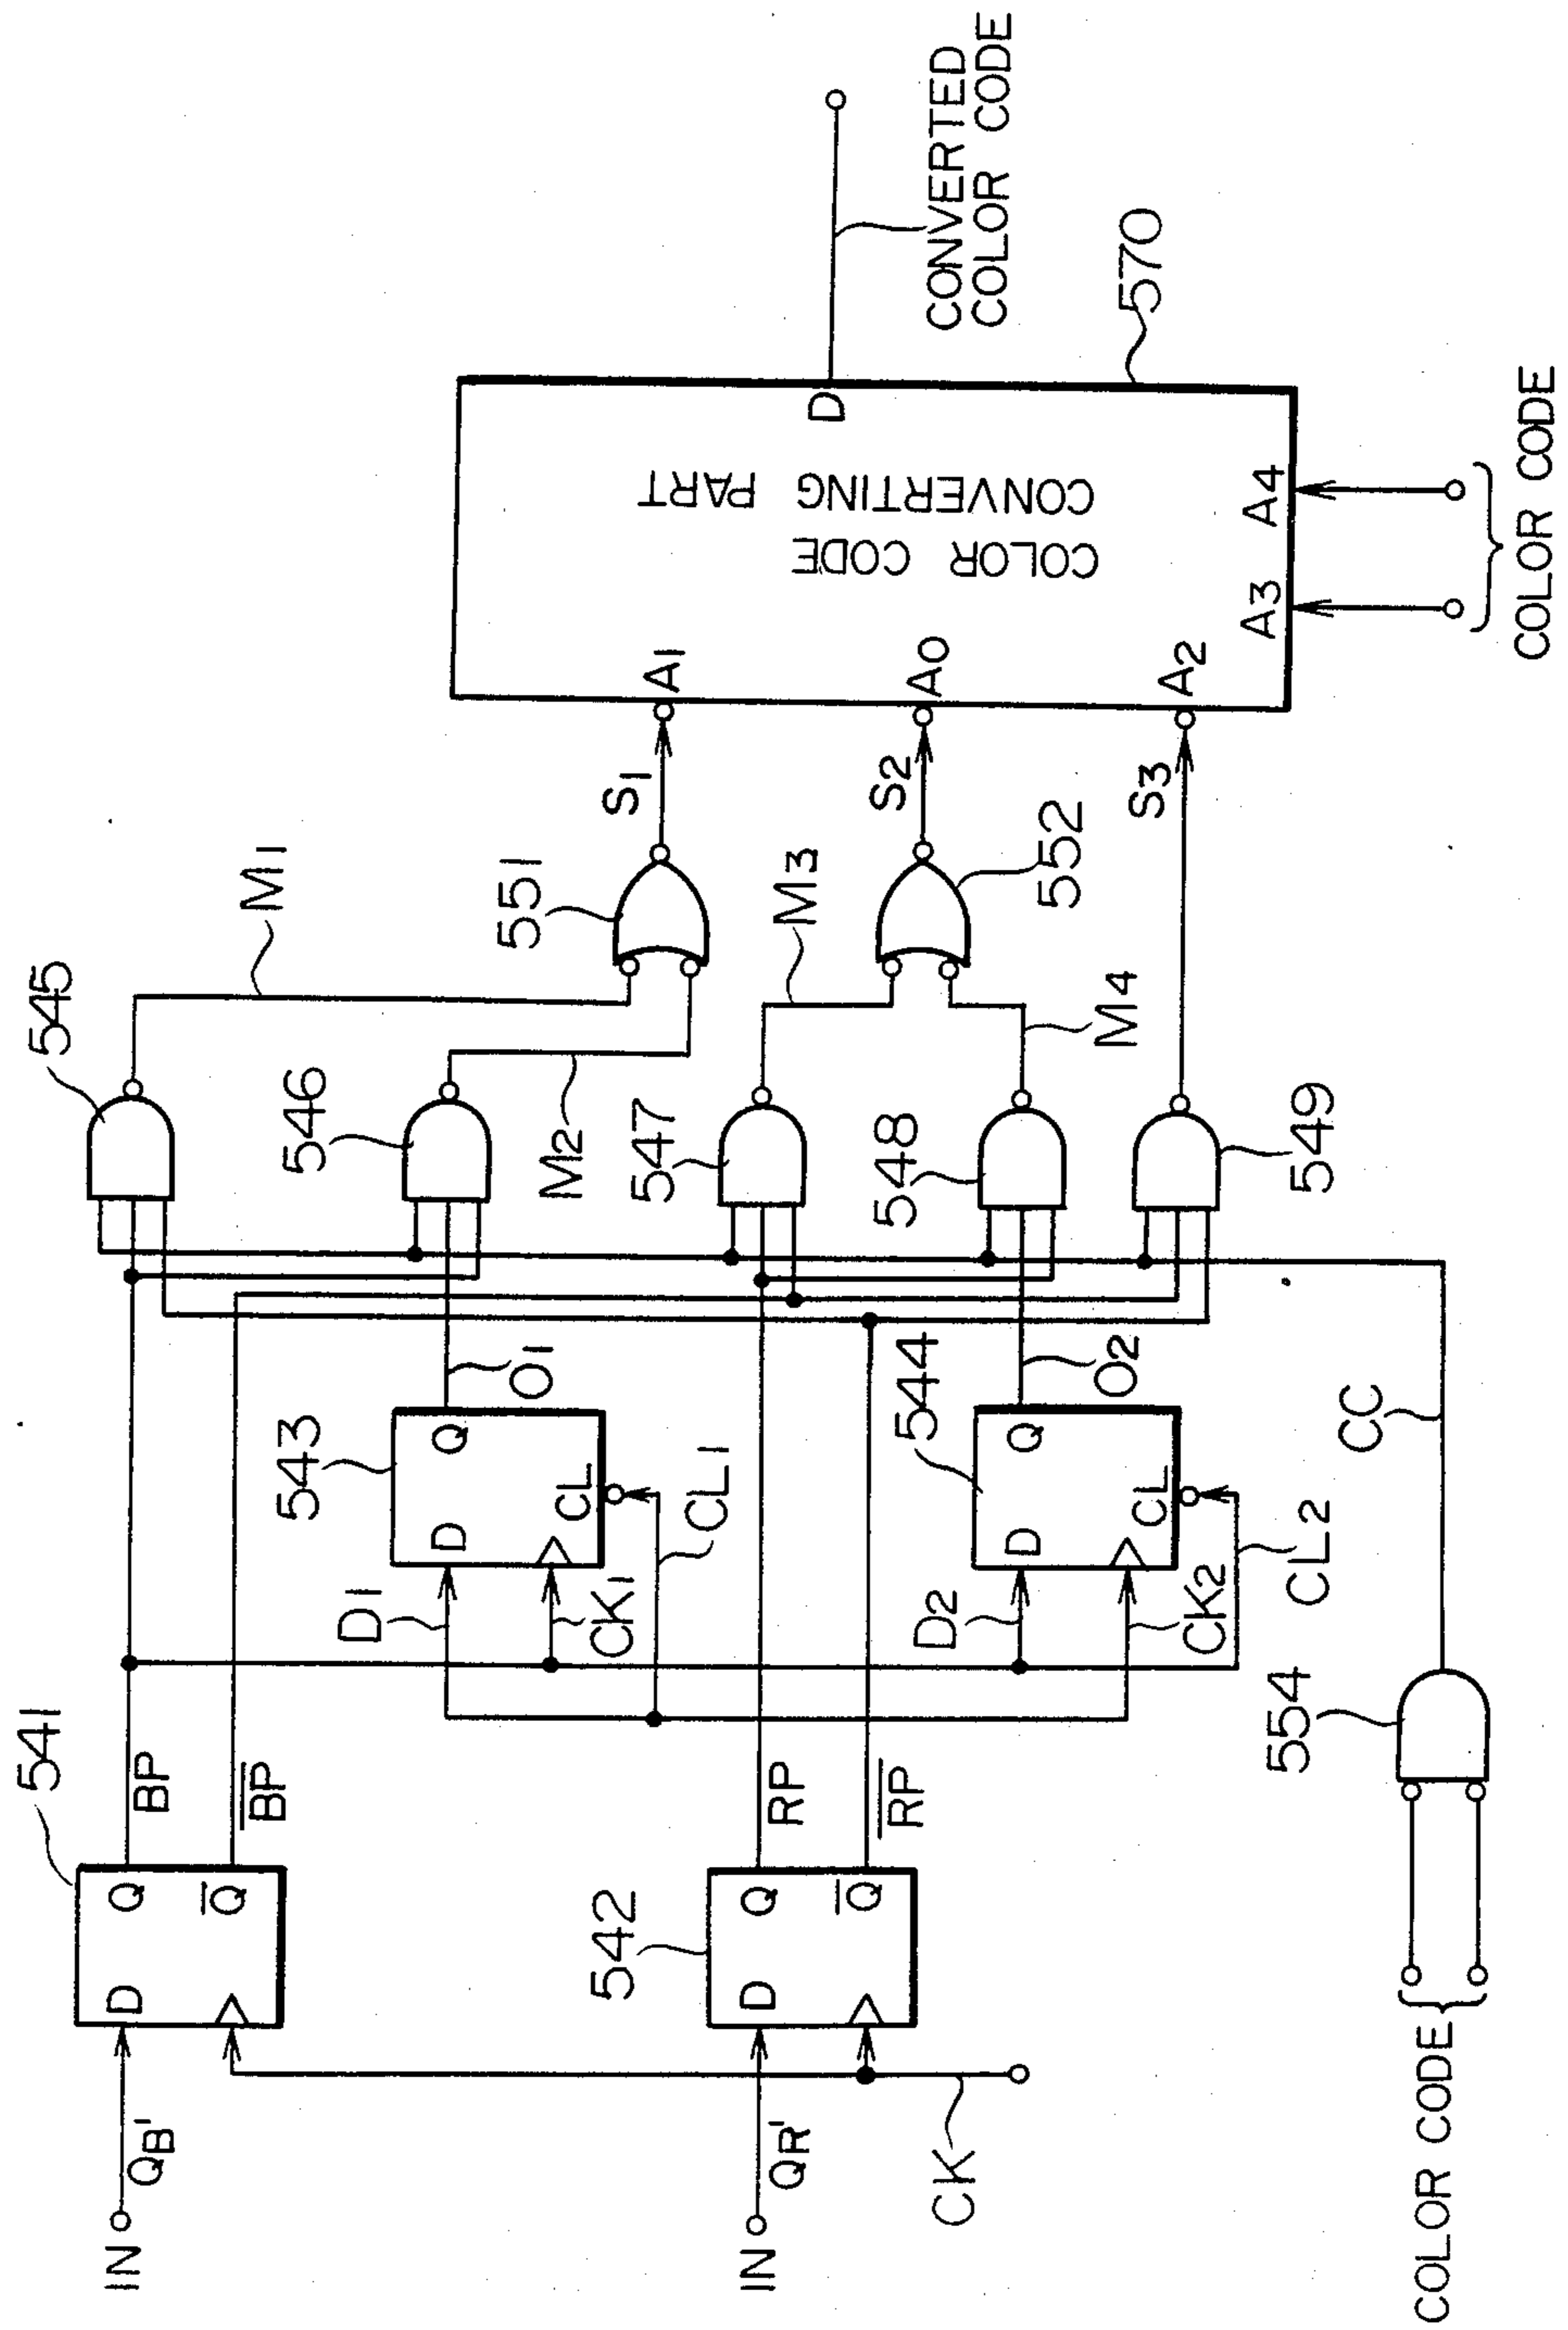 IN
QB'
D
Q
Q̅
541
BP
B̅P̅
IN
QR'
CK
D
Q
Q̅
542
RP
R̅P̅
D1
CK1
CL1
D
Q
CL
543
O1
D2
CK2
CL2
D
Q
CL
544
O2
COLOR CODE
554
CC
545
546
547
548
549
M1
M2
M3
M4
551
552
S1
S2
S3
A1
A0
A2
A3
A4
COLOR CODE
CONVERTING PART
D
570
CONVERTED
COLOR CODE
COLOR CODE